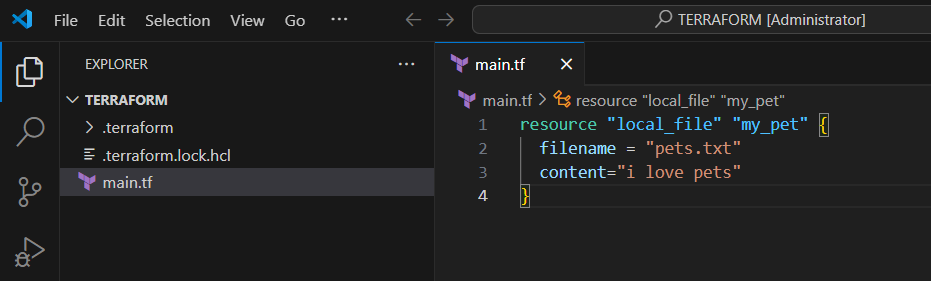 File Edit Selection View Go ··· ← → TERRAFORM [Administrator]
EXPLORER ···
TERRAFORM
.terraform
.terraform.lock.hcl
main.tf
main.tf ×
main.tf > resource "local_file" "my_pet"
1 resource "local_file" "my_pet" {
2   filename = "pets.txt"
3   content="i love pets"
4 }